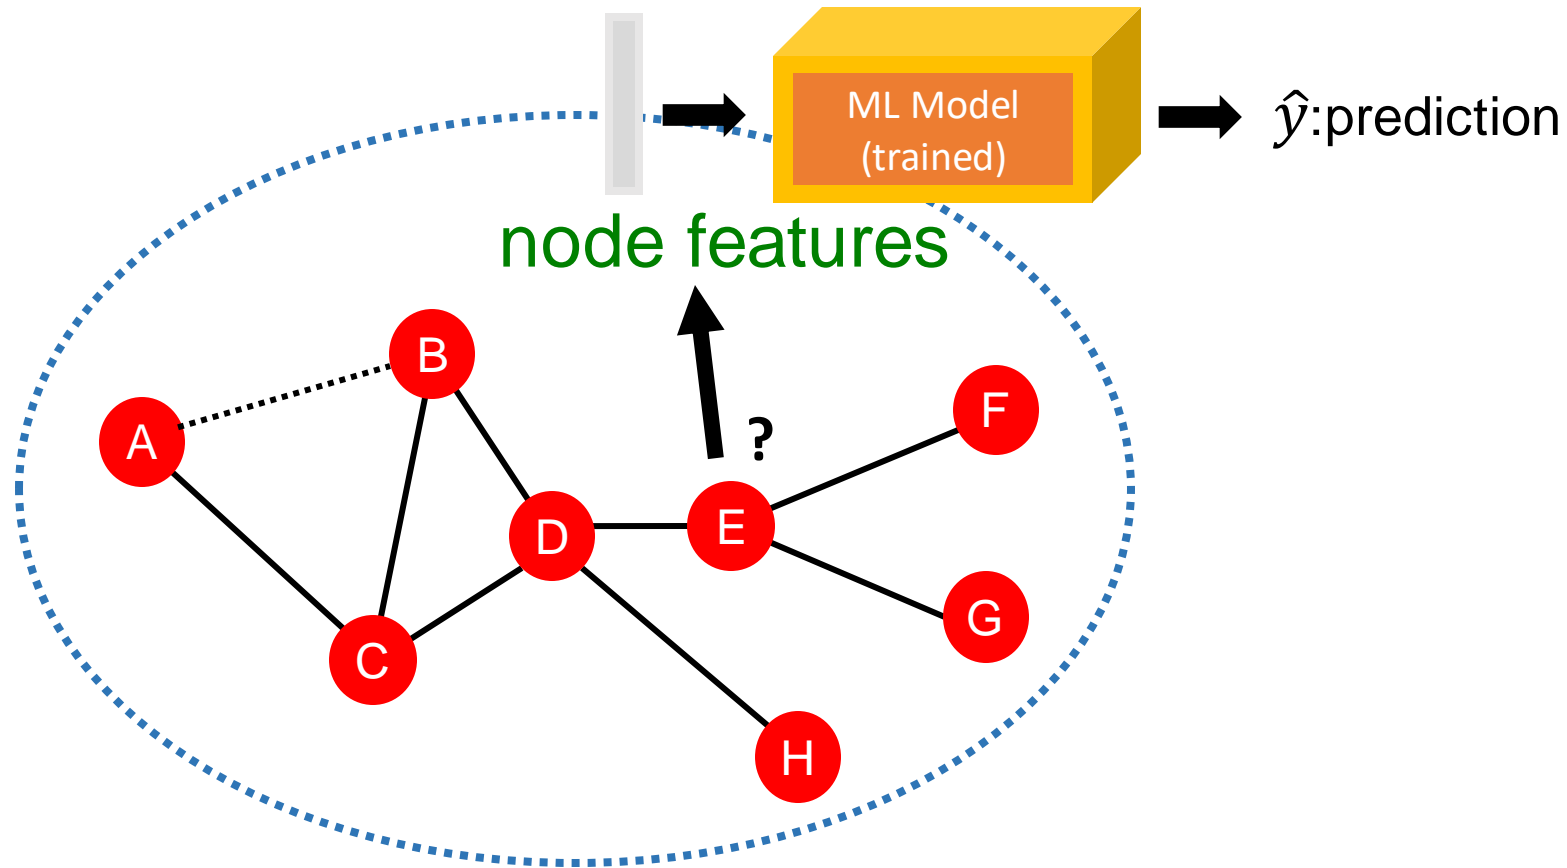 ML Model
(trained)
ŷ:prediction
node features
B
F
A
?
E
D
G
C
H